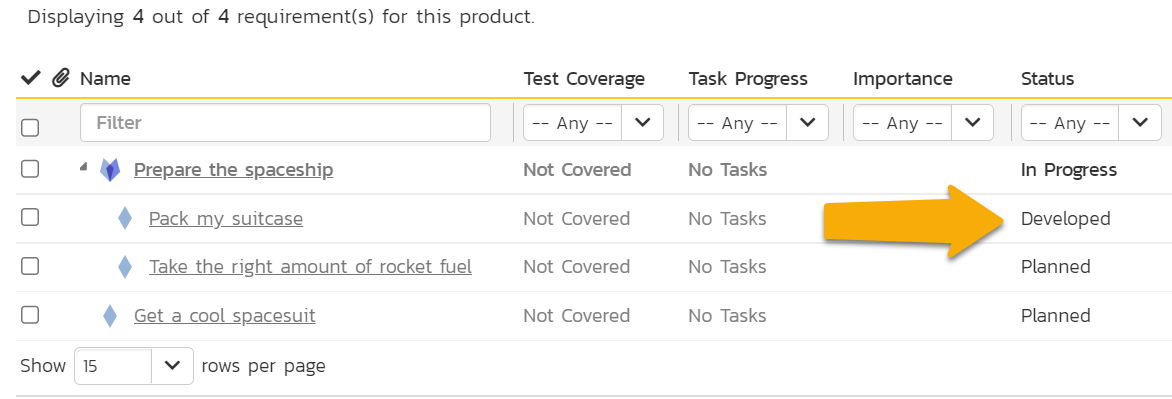 Displaying 4 out of 4 requirement(s) for this product.
Name Test Coverage Task Progress Importance Status
Filter -- Any -- -- Any -- -- Any -- -- Any --
Prepare the spaceship Not Covered No Tasks In Progress
Pack my suitcase Not Covered No Tasks Developed
Take the right amount of rocket fuel Not Covered No Tasks Planned
Get a cool spacesuit Not Covered No Tasks Planned
Show 15 rows per page